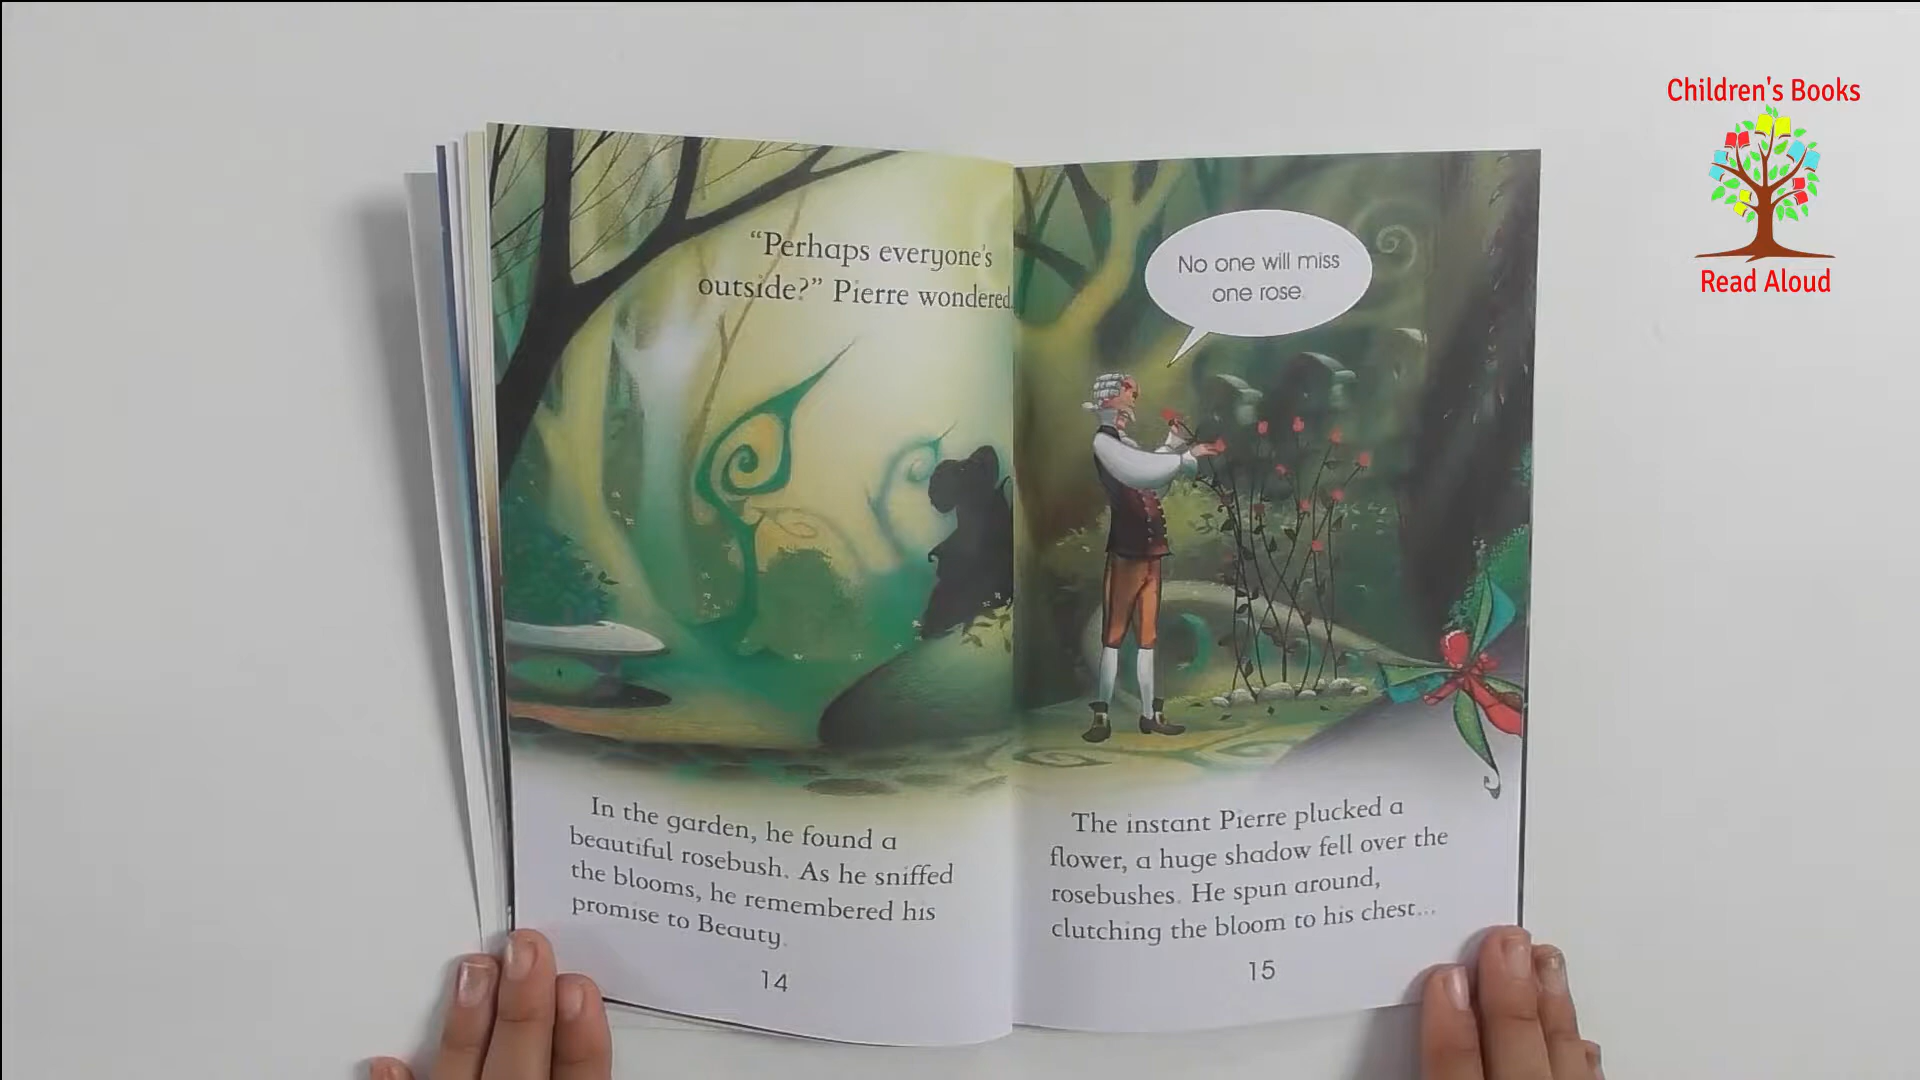 “Perhaps everyone's
outside?” Pierre wondered.
In the garden, he found a
beautiful rosebush. As he sniffed
the blooms, he remembered his
promise to Beauty.
14
No one will miss
one rose.
The instant Pierre plucked a
flower, a huge shadow fell over the
rosebushes. He spun around,
clutching the bloom to his chest...
15
Children's Books
Read Aloud